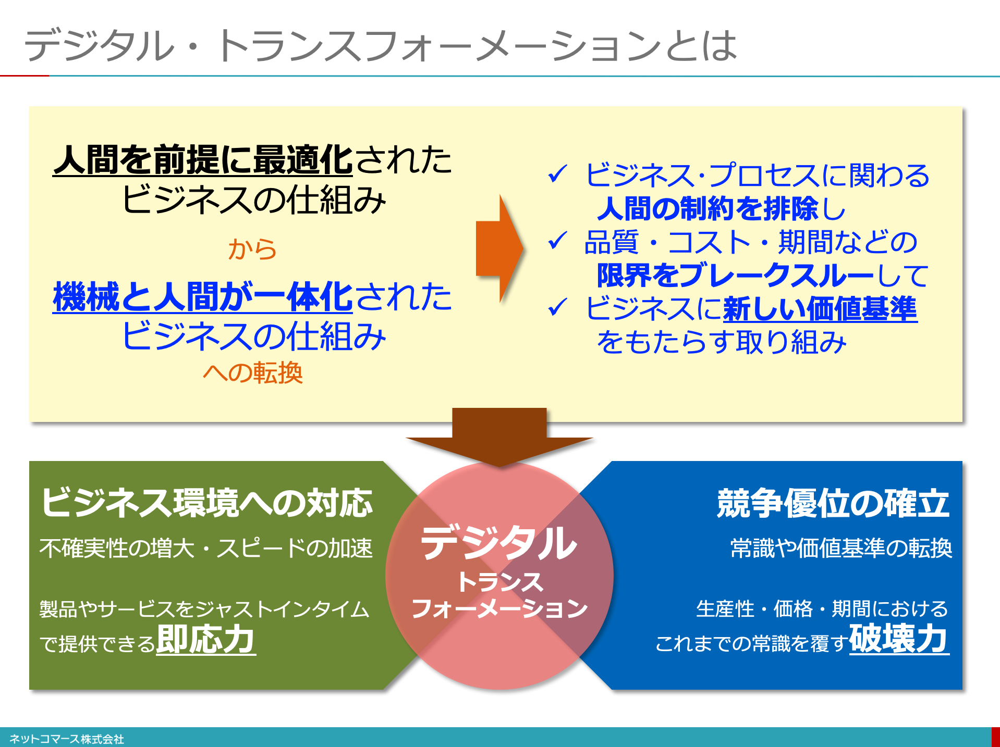 デジタル・トランスフォーメーションとは
人間を前提に最適化された
ビジネスの仕組み
から
機械と人間が一体化された
ビジネスの仕組み
への転換
✓ ビジネス･プロセスに関わる
人間の制約を排除し
✓ 品質・コスト・期間などの
限界をブレークスルーして
✓ ビジネスに新しい価値基準
をもたらす取り組み
ビジネス環境への対応
不確実性の増大・スピードの加速
製品やサービスをジャストインタイム
で提供できる即応力
デジタル
トランス
フォーメーション
競争優位の確立
常識や価値基準の転換
生産性・価格・期間における
これまでの常識を覆す破壊力
ネットコマース株式会社